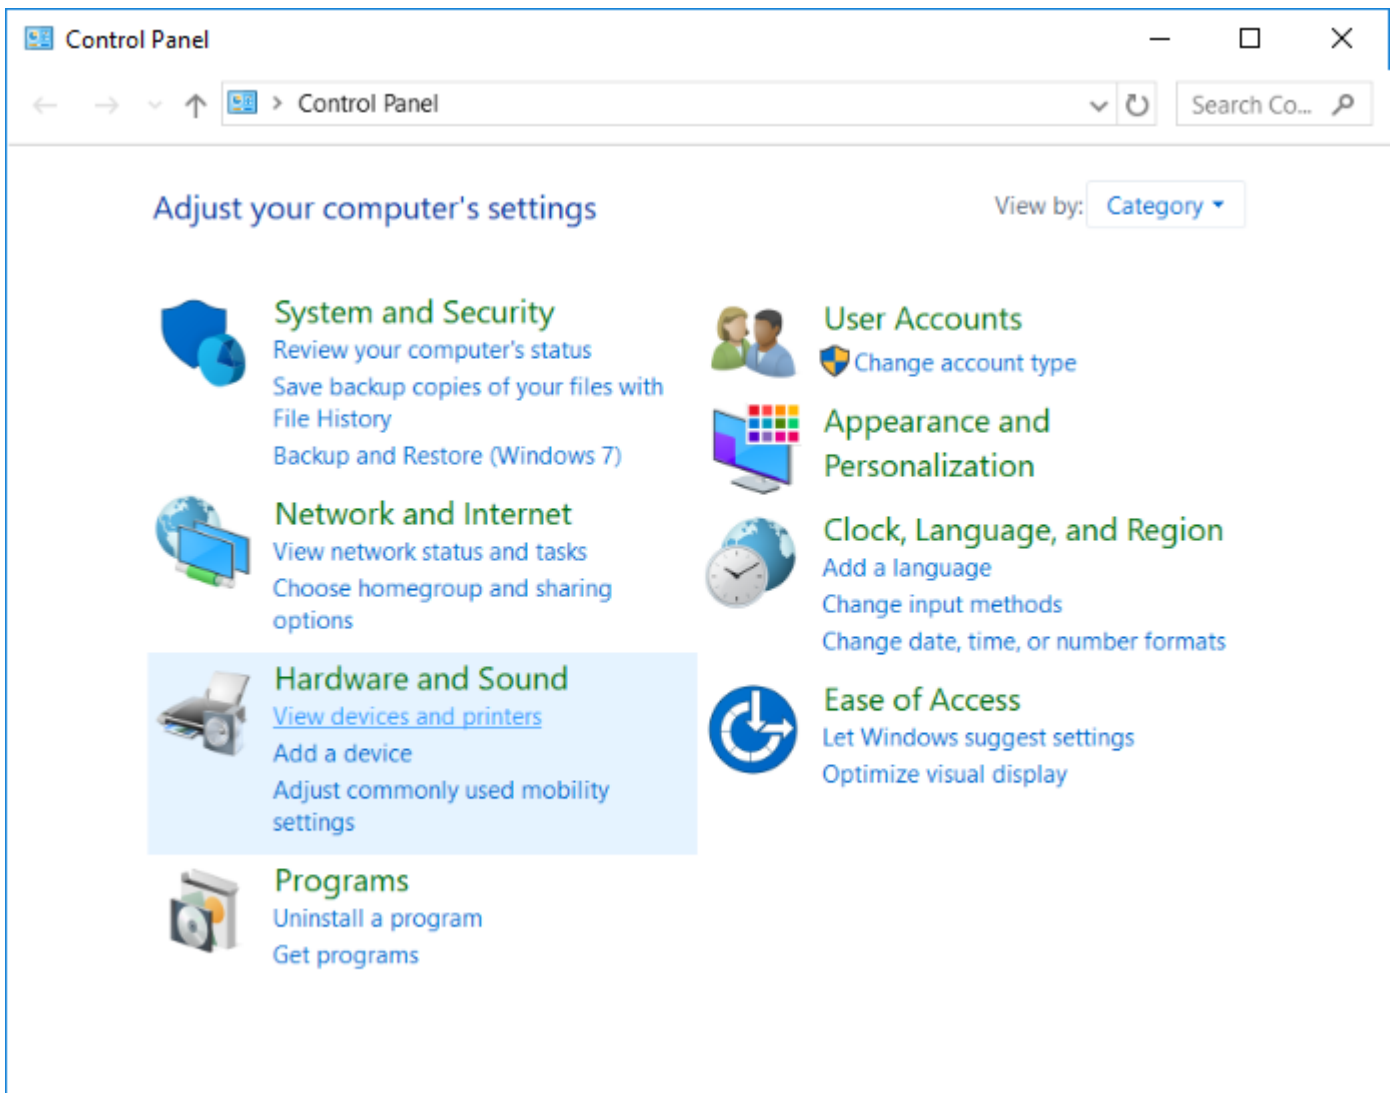 Control Panel
Control Panel
Search Co...
Adjust your computer's settings
View by: Category
System and Security
Review your computer's status
Save backup copies of your files with
File History
Backup and Restore (Windows 7)
Network and Internet
View network status and tasks
Choose homegroup and sharing
options
Hardware and Sound
View devices and printers
Add a device
Adjust commonly used mobility
settings
Programs
Uninstall a program
Get programs
User Accounts
Change account type
Appearance and
Personalization
Clock, Language, and Region
Add a language
Change input methods
Change date, time, or number formats
Ease of Access
Let Windows suggest settings
Optimize visual display